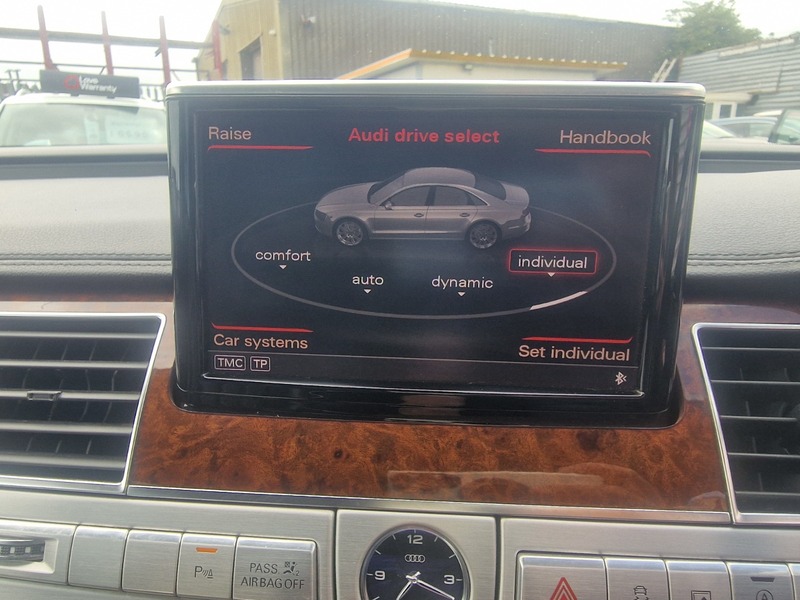 Love
Warranty
Raise
Audi drive select
Handbook
comfort
auto
dynamic
individual
Car systems
Set individual
TMC TP
P
PASS
AIRBAG OFF
12
9 3
A